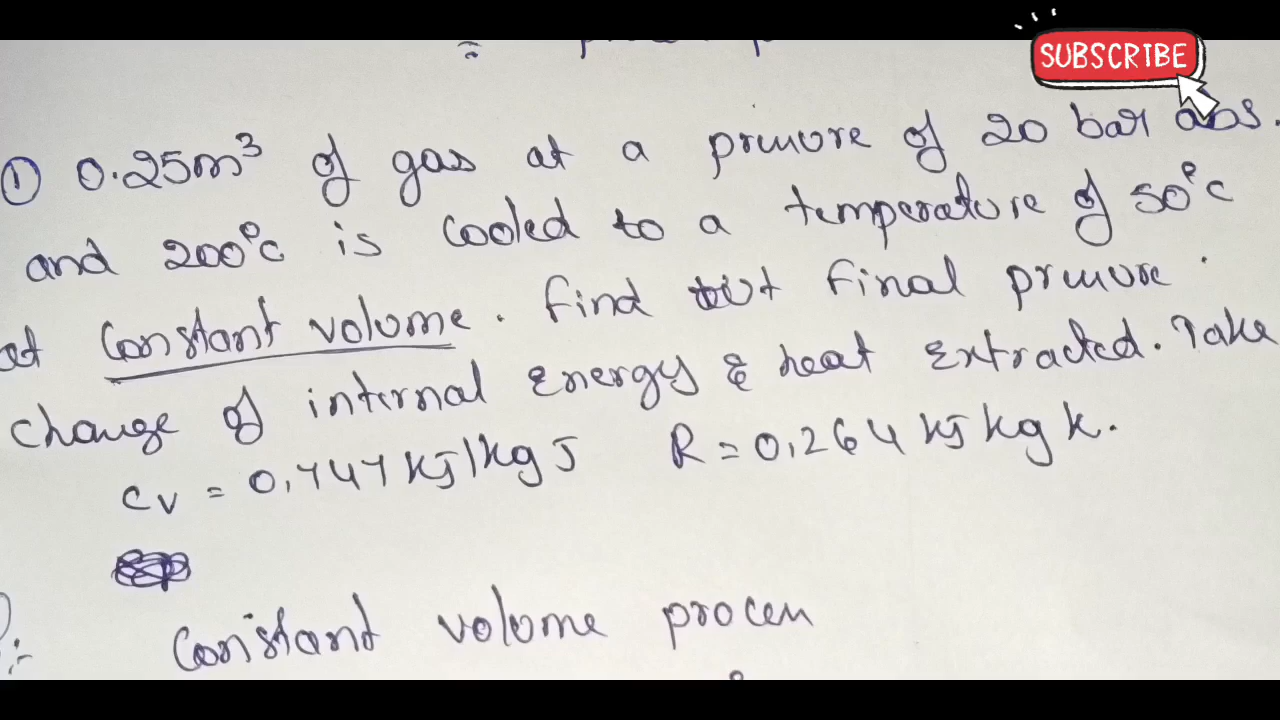 SUBSCRIBE
① 0.25m³ of gas at a pressure of 20 bar abs.
and 200°c is cooled to a temperature of 50°c
at constant volume. Find out final pressure
change of internal Energy & heat Extracted. Take
Cv = 0.747 kJ/kg J R = 0.264 kJ kg k.
Constant volume process